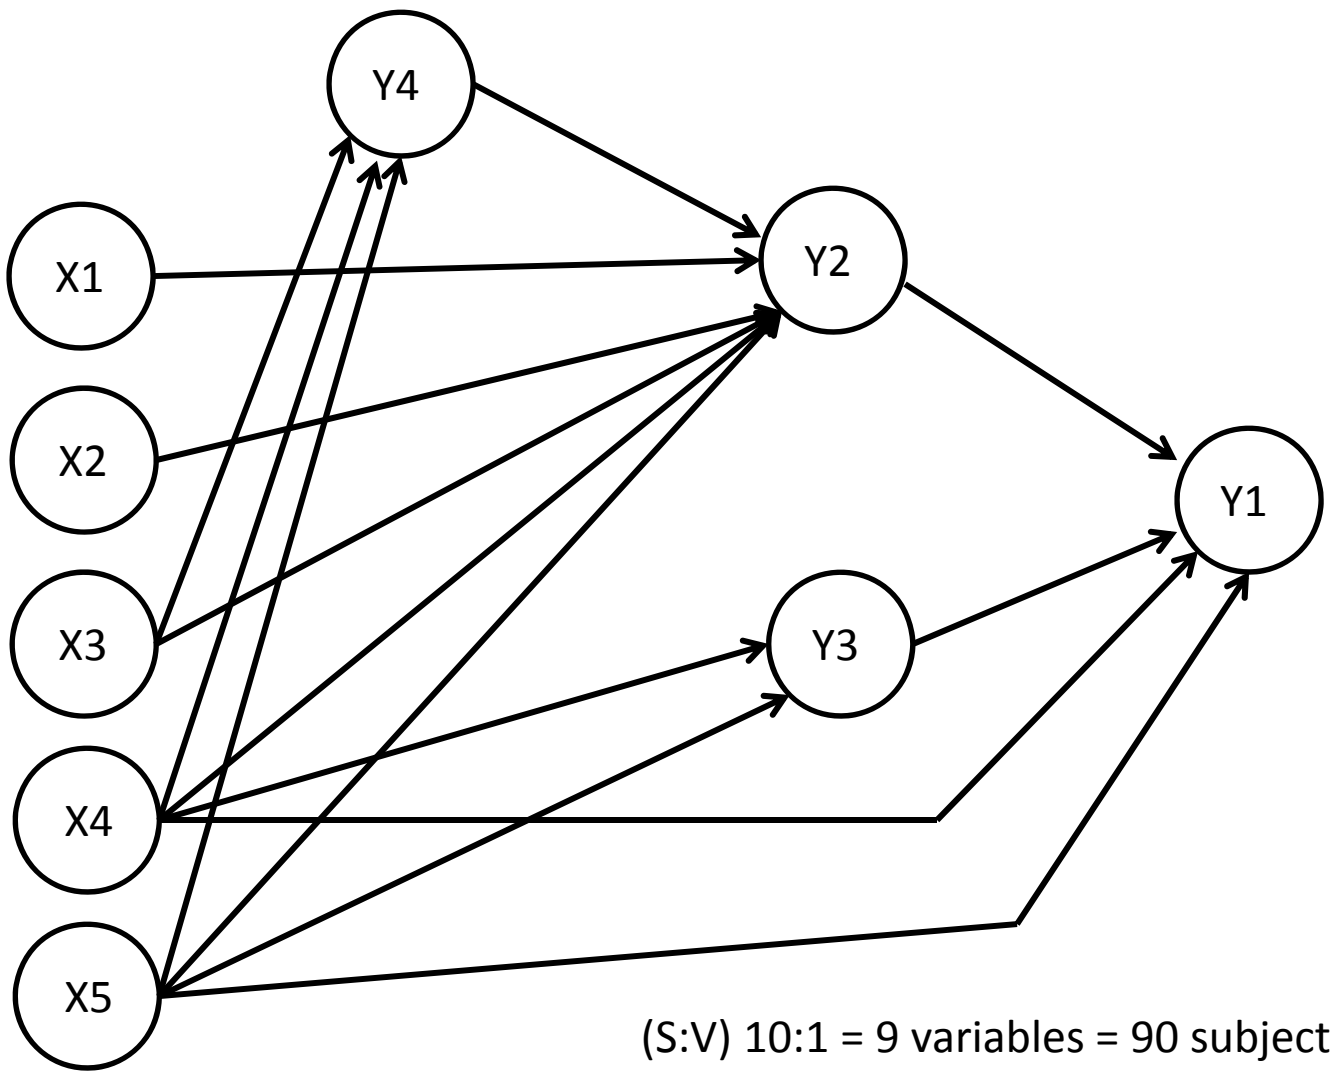 Y4
X1
Y2
X2
Y1
X3
Y3
X4
X5
(S:V) 10:1 = 9 variables = 90 subject